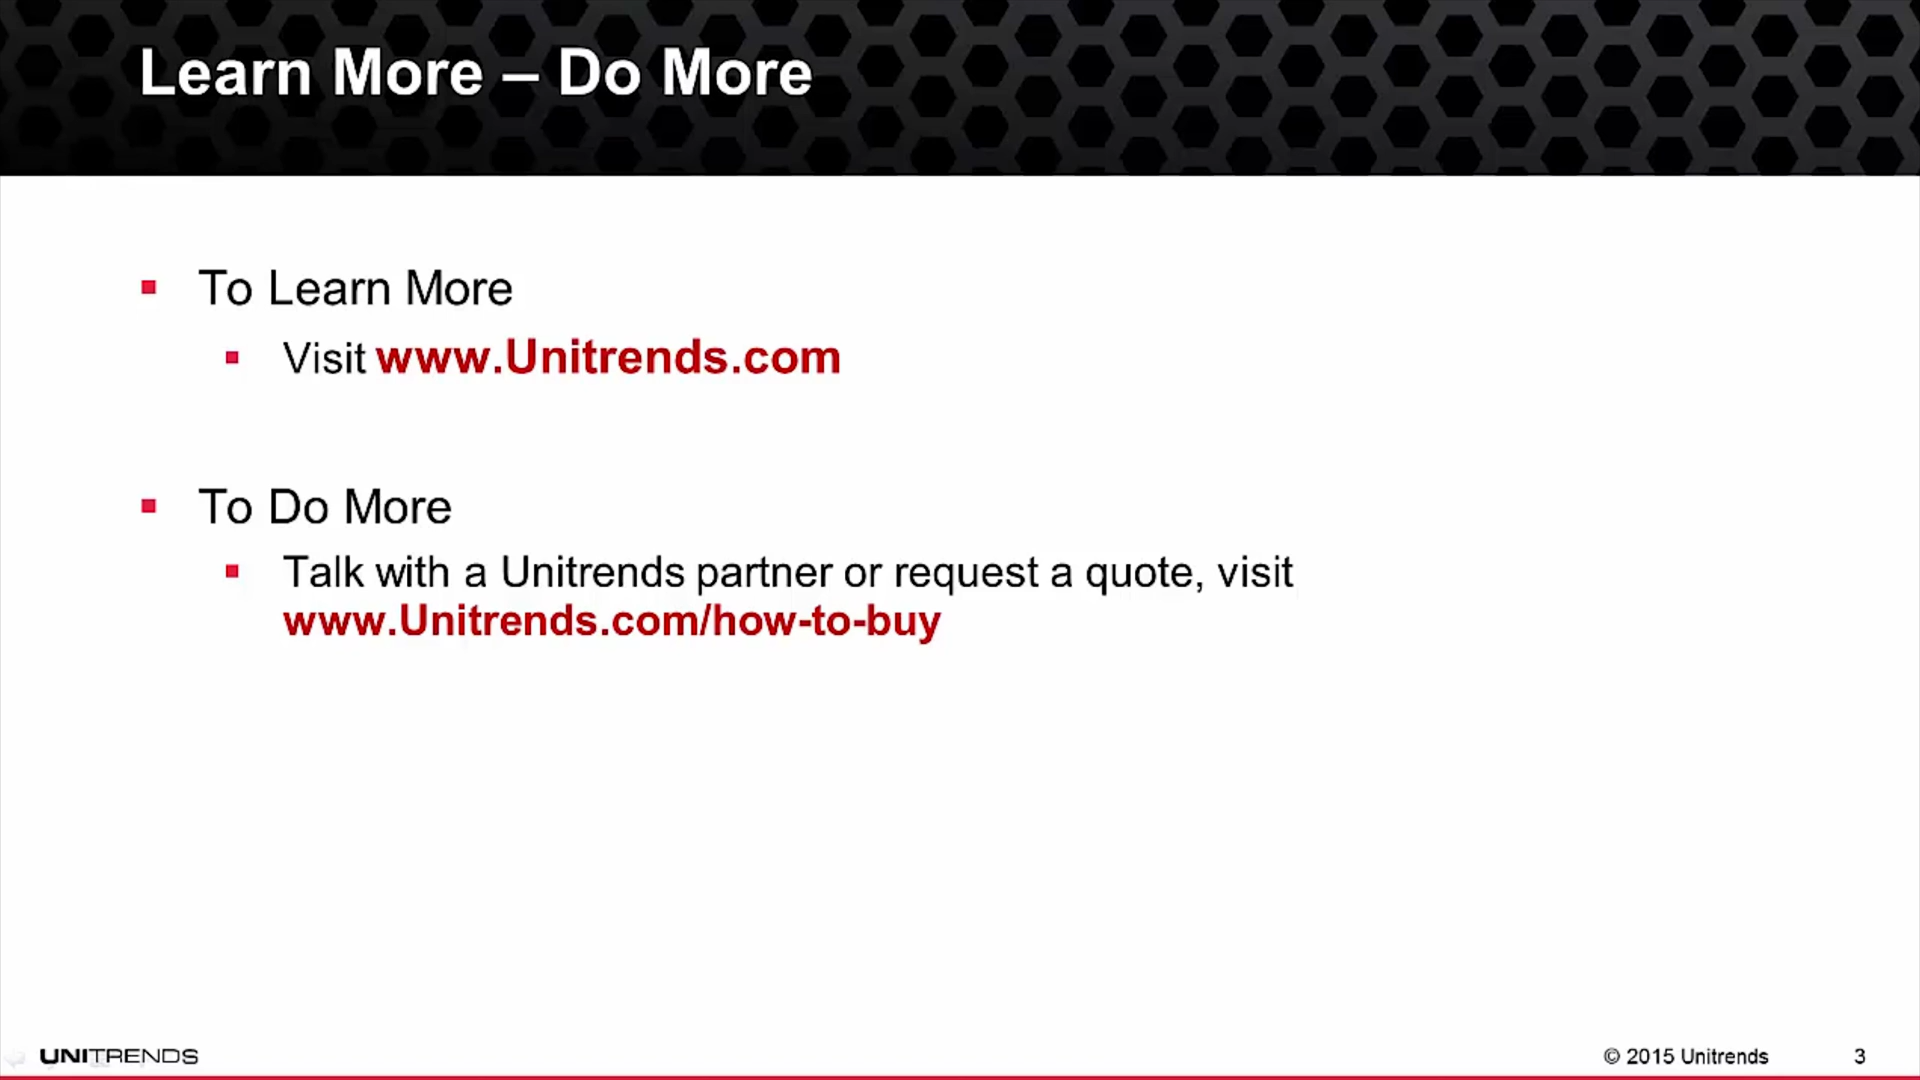 Learn More – Do More
To Learn More
Visit www.Unitrends.com
To Do More
Talk with a Unitrends partner or request a quote, visit
www.Unitrends.com/how-to-buy
UNITRENDS
© 2015 Unitrends
3